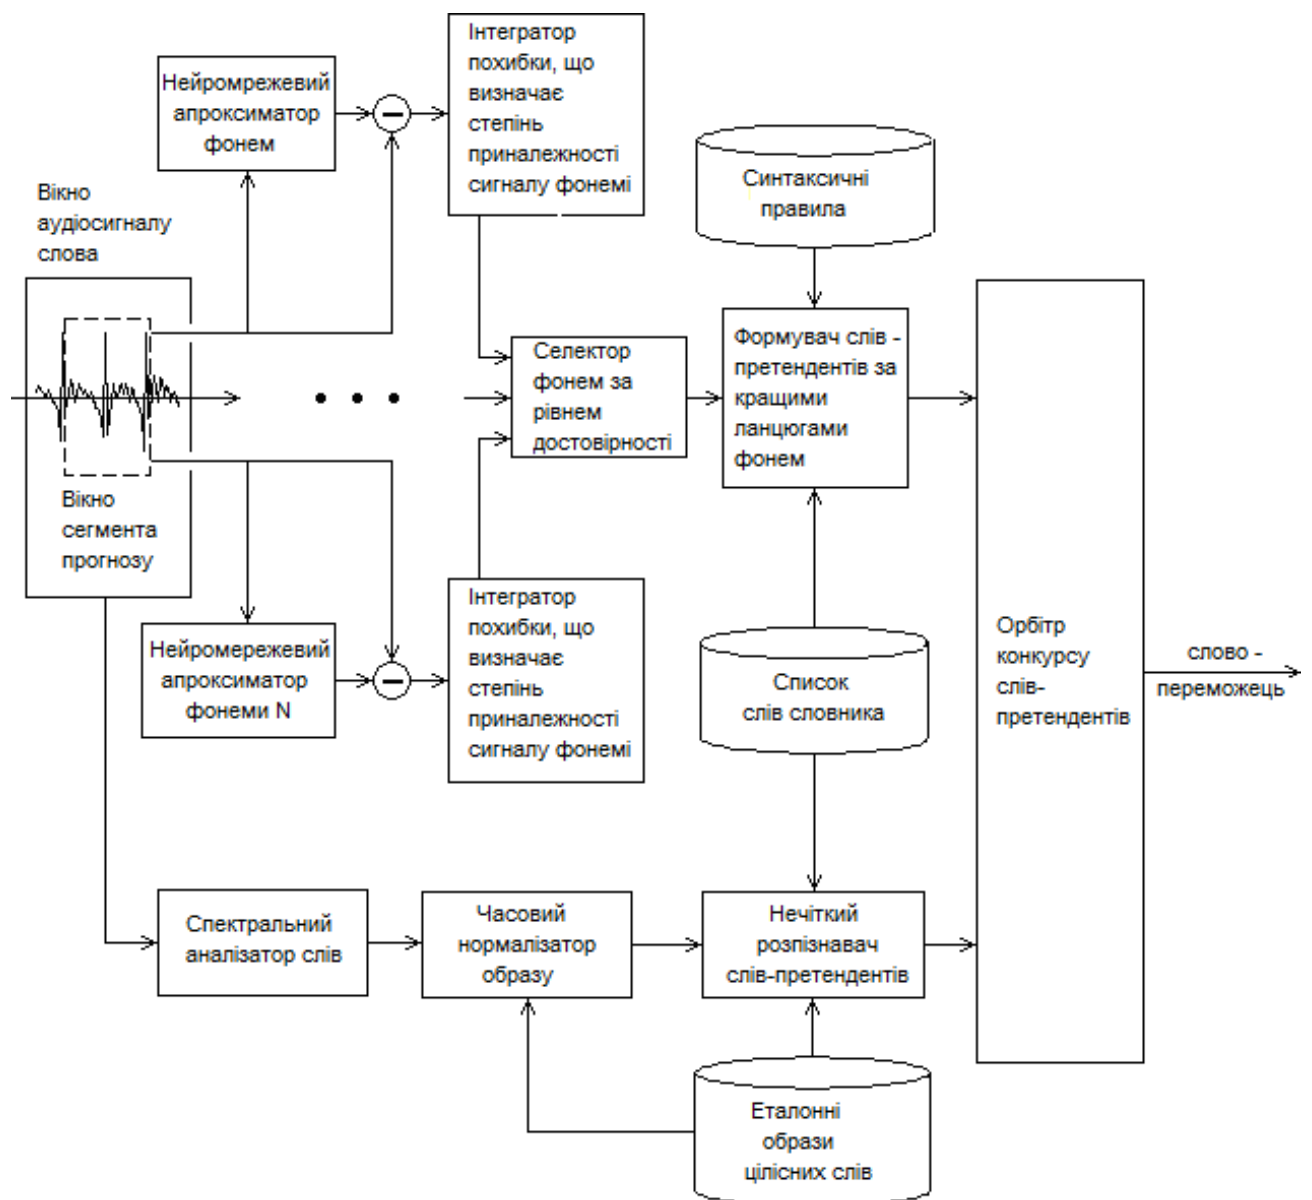 Інтегратор
похибки, що
визначає
степінь
приналежності
сигналу фонемі
Нейромрежевий
апроксиматор
фонем
Синтаксичні
правила
Вікно
аудіосигналу
слова
Формувач слів -
претендентів за
кращими
ланцюгами
фонем
Селектор
фонем за
рівнем
достовірності
Вікно
сегмента
прогнозу
Інтегратор
похибки, що
визначає
степінь
приналежності
сигналу фонемі
Нейромережевий
апроксиматор
фонеми N
Список
слів словника
Орбітр
конкурсу
слів-
претендентів
слово -
переможець
Спектральний
аналізатор слів
Часовий
нормалізатор
образу
Нечіткий
розпізнавач
слів-претендентів
Еталонні
образи
цілісних слів